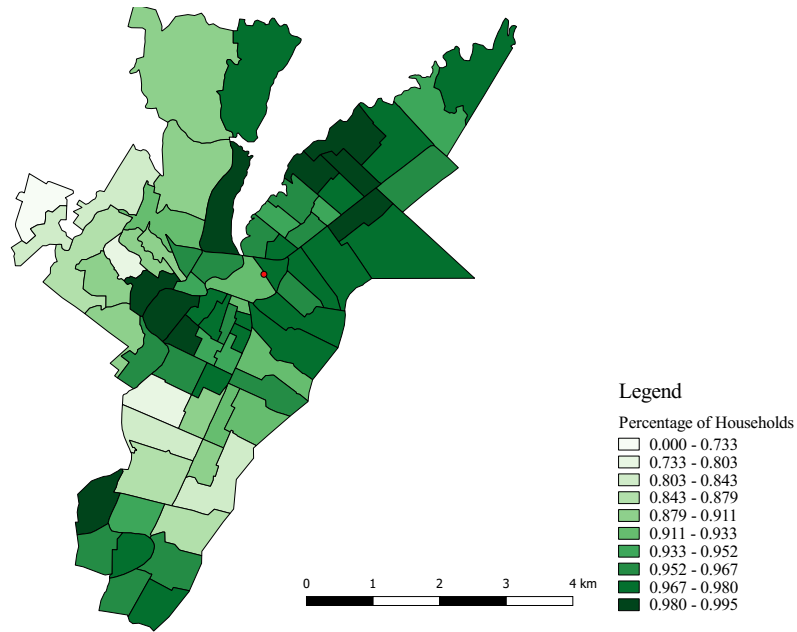 Legend
Percentage of Households
0.000 - 0.733
0.733 - 0.803
0.803 - 0.843
0.843 - 0.879
0.879 - 0.911
0.911 - 0.933
0.933 - 0.952
0.952 - 0.967
0.967 - 0.980
0.980 - 0.995
0 1 2 3 4 km